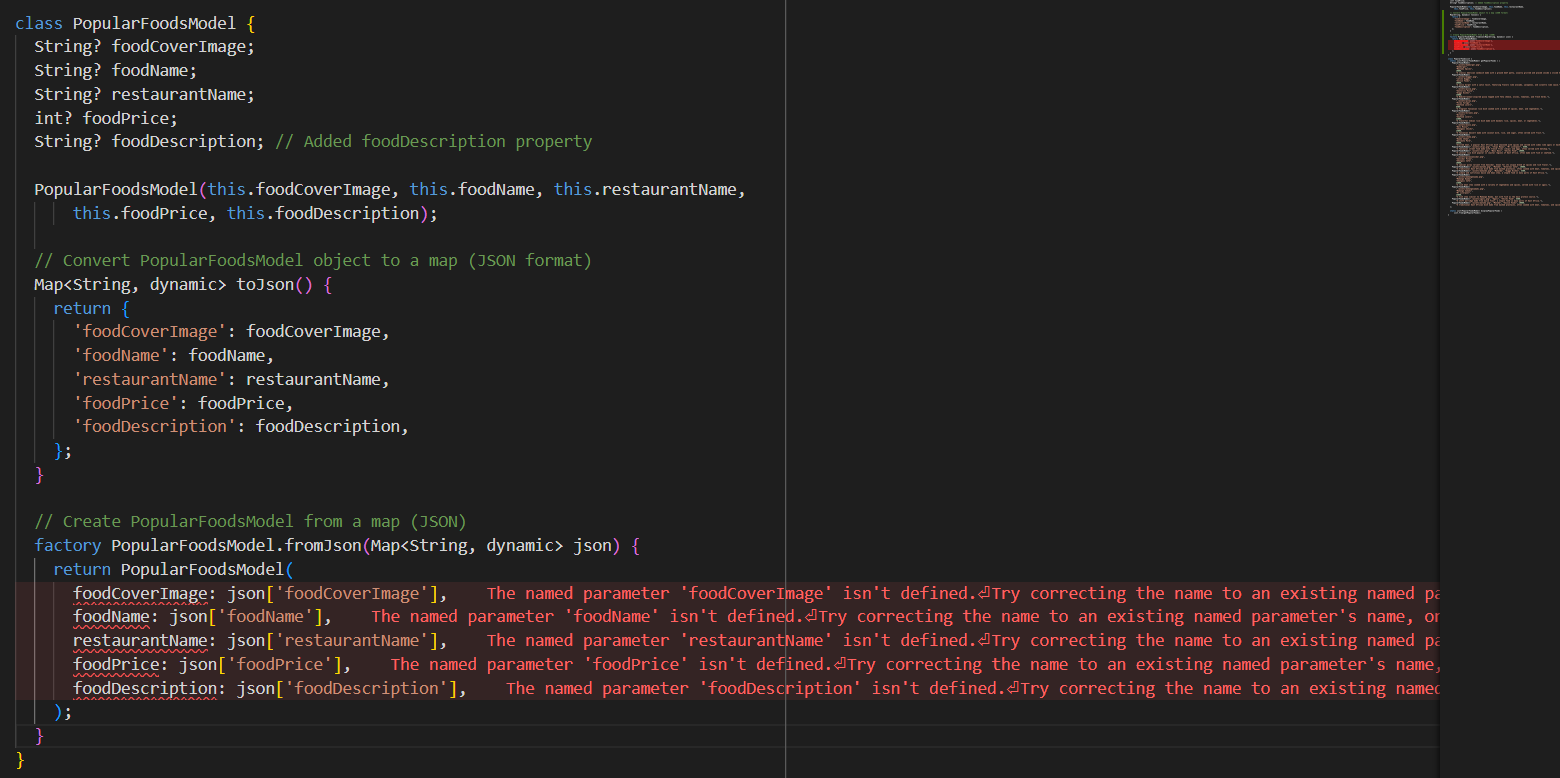 class PopularFoodsModel {
String? foodCoverImage;
String? foodName;
String? restaurantName;
int? foodPrice;
String? foodDescription; // Added foodDescription property
PopularFoodsModel(this.foodCoverImage, this.foodName, this.restaurantName,
this.foodPrice, this.foodDescription);
// Convert PopularFoodsModel object to a map (JSON format)
Map<String, dynamic> toJson() {
return {
'foodCoverImage': foodCoverImage,
'foodName': foodName,
'restaurantName': restaurantName,
'foodPrice': foodPrice,
'foodDescription': foodDescription,
};
}
// Create PopularFoodsModel from a map (JSON)
factory PopularFoodsModel.fromJson(Map<String, dynamic> json) {
return PopularFoodsModel(
foodCoverImage: json['foodCoverImage'], The named parameter 'foodCoverImage' isn't defined.⏎Try correcting the name to an existing named pa
foodName: json['foodName'], The named parameter 'foodName' isn't defined.⏎Try correcting the name to an existing named parameter's name, or
restaurantName: json['restaurantName'], The named parameter 'restaurantName' isn't defined.⏎Try correcting the name to an existing named pa
foodPrice: json['foodPrice'], The named parameter 'foodPrice' isn't defined.⏎Try correcting the name to an existing named parameter's name,
foodDescription: json['foodDescription'], The named parameter 'foodDescription' isn't defined.⏎Try correcting the name to an existing named
);
}
}